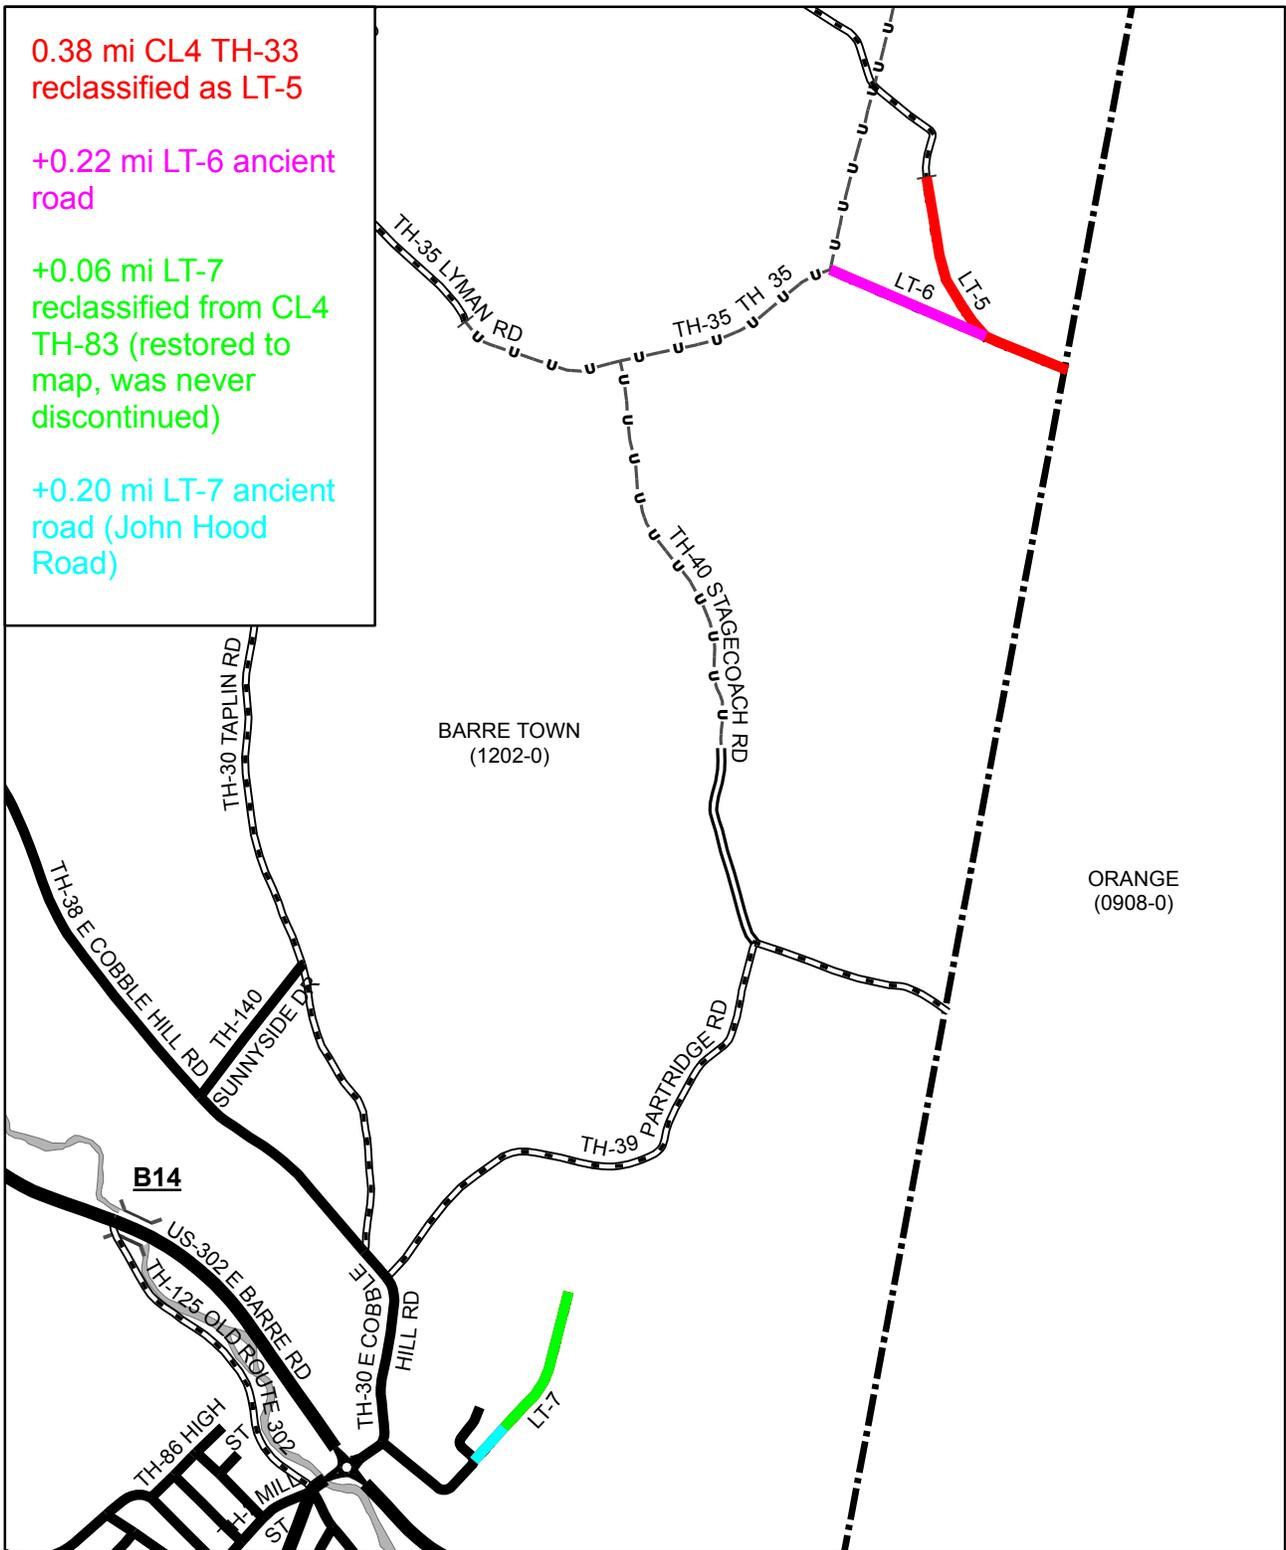 0.38 mi CL4 TH-33
reclassified as LT-5
+0.22 mi LT-6 ancient
road
+0.06 mi LT-7
reclassified from CL4
TH-83 (restored to
map, was never
discontinued)
+0.20 mi LT-7 ancient
road (John Hood
Road)
TH-35 LYMAN RD
TH-35 TH 35
LT-6
LT-5
TH-40 STAGECOACH RD
TH-30 TAPLIN RD
BARRE TOWN
(1202-0)
ORANGE
(0908-0)
TH-38 E COBBLE HILL RD
TH-140
SUNNYSIDE DR
TH-39 PARTRIDGE RD
B14
US-302 E BARRE RD
TH-125 OLD ROUTE 302
TH-30 E COBBLE
HILL RD
LT-7
TH-86 HIGH
ST
MILL
ST